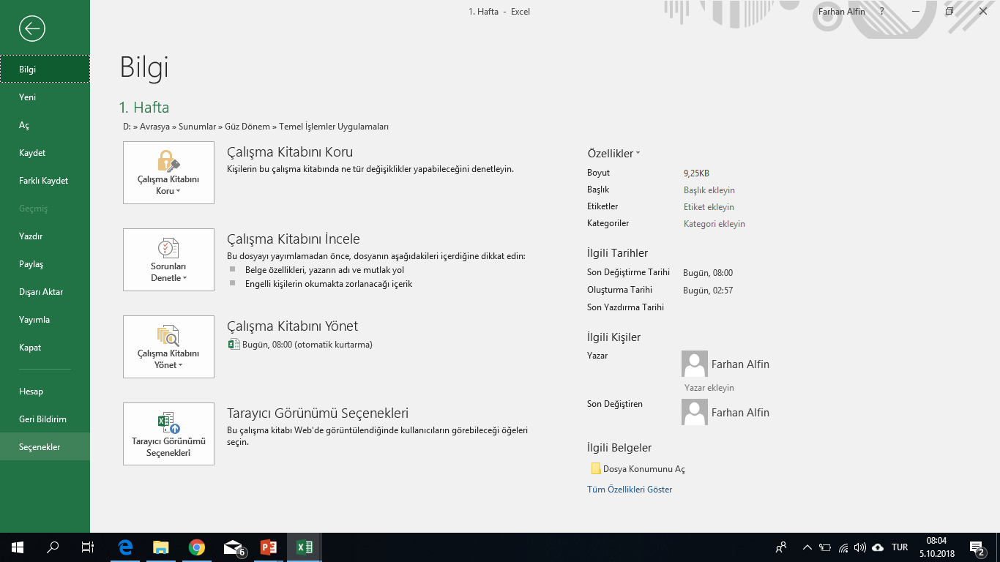 1. Hafta - Excel
Farhan Alfin
?
Bilgi
Yeni
Aç
Kaydet
Farklı Kaydet
Geçmiş
Yazdır
Paylaş
Dışarı Aktar
Yayımla
Kapat
Hesap
Geri Bildirim
Seçenekler
Bilgi
1. Hafta
D: » Avrasya » Sunumlar » Güz Dönem » Temel İşlemler Uygulamaları
Çalışma Kitabını
Koru
Çalışma Kitabını Koru
Kişilerin bu çalışma kitabında ne tür değişiklikler yapabileceğini denetleyin.
Sorunları
Denetle
Çalışma Kitabını İncele
Bu dosyayı yayımlamadan önce, dosyanın aşağıdakileri içerdiğine dikkat edin:
Belge özellikleri, yazarın adı ve mutlak yol
Engelli kişilerin okumakta zorlanacağı içerik
Çalışma Kitabını
Yönet
Çalışma Kitabını Yönet
Bugün, 08:00 (otomatik kurtarma)
Tarayıcı Görünümü
Seçenekleri
Tarayıcı Görünümü Seçenekleri
Bu çalışma kitabı Web'de görüntülendiğinde kullanıcıların görebileceği öğeleri
seçin.
Özellikler
Boyut 9,25KB
Başlık Başlık ekleyin
Etiketler Etiket ekleyin
Kategoriler Kategori ekleyin
İlgili Tarihler
Son Değiştirme Tarihi Bugün, 08:00
Oluşturma Tarihi Bugün, 02:57
Son Yazdırma Tarihi
İlgili Kişiler
Yazar Farhan Alfin
Yazar ekleyin
Son Değiştiren Farhan Alfin
İlgili Belgeler
Dosya Konumunu Aç
Tüm Özellikleri Göster
6
TUR
08:04
5.10.2018
2